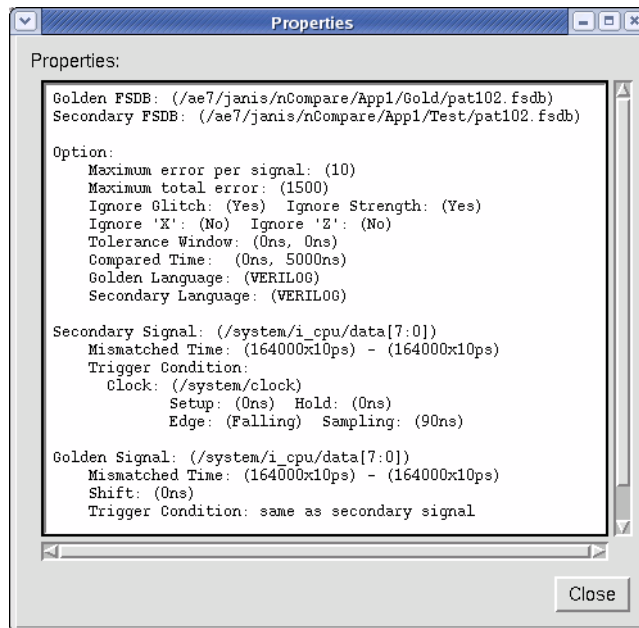 Properties
Properties:
Golden FSDB: (/ae7/janis/nCompare/App1/Gold/pat102.fsdb)
Secondary FSDB: (/ae7/janis/nCompare/App1/Test/pat102.fsdb)
Option:
Maximum error per signal: (10)
Maximum total error: (1500)
Ignore Glitch: (Yes)  Ignore Strength: (Yes)
Ignore 'X': (No)  Ignore 'Z': (No)
Tolerance Window: (0ns, 0ns)
Compared Time:  (0ns, 5000ns)
Golden Language: (VERILOG)
Secondary Language: (VERILOG)
Secondary Signal: (/system/i_cpu/data[7:0])
Mismatched Time: (164000x10ps) - (164000x10ps)
Trigger Condition:
Clock: (/system/clock)
Setup: (0ns)  Hold: (0ns)
Edge: (Falling)  Sampling: (90ns)
Golden Signal: (/system/i_cpu/data[7:0])
Mismatched Time: (164000x10ps) - (164000x10ps)
Shift: (0ns)
Trigger Condition: same as secondary signal
Close